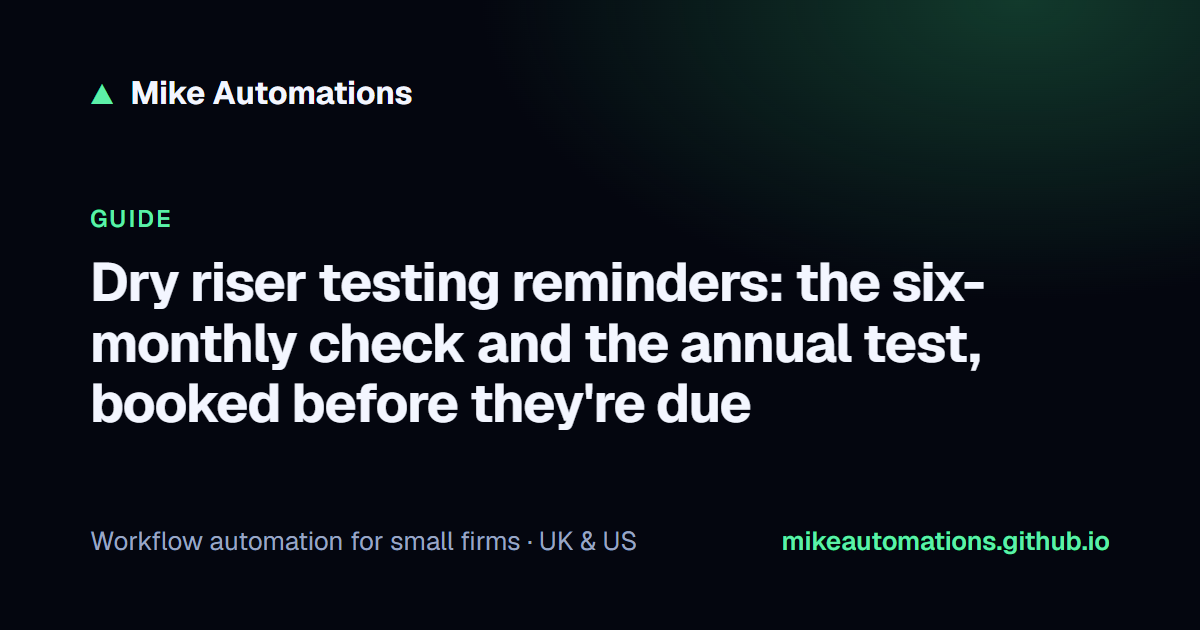 Mike Automations
GUIDE
Dry riser testing reminders: the six-
monthly check and the annual test,
booked before they're due
Workflow automation for small firms · UK & US
mikeautomations.github.io